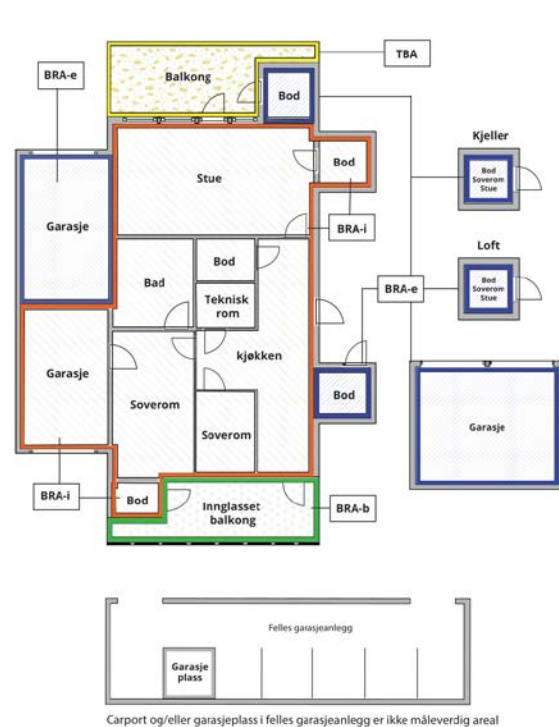 TBA
BRA-e
Balkong
Bod
Kjeller
Bod
Soverom
Stue
Stue
Bod
Garasje
BRA-i
Loft
Bod
Bad
Teknisk
rom
BRA-e
Bod
Soverom
Stue
kjøkken
Garasje
Soverom
Bod
Soverom
Garasje
BRA-i
Bod
Innglasset
balkong
BRA-b
Felles garasjeanlegg
Garasje
plass
Carport og/eller garasjeplass i felles garasjeanlegg er ikke måleverdig areal